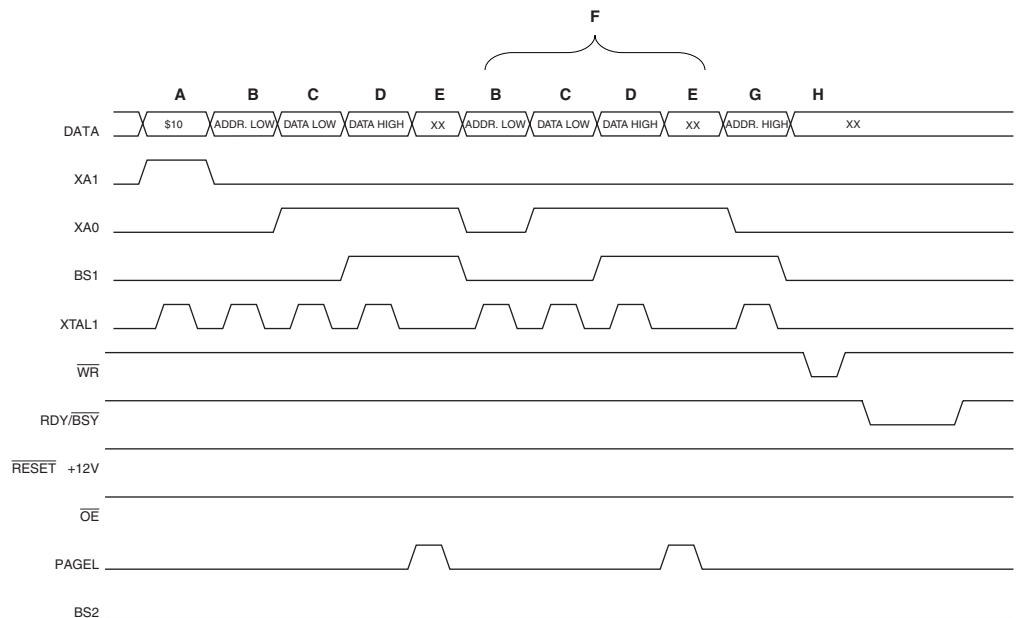 F
A B C D E B C D E G H
DATA $10 ADDR. LOW DATA LOW DATA HIGH XX ADDR. LOW DATA LOW DATA HIGH XX ADDR. HIGH XX
XA1
XA0
BS1
XTAL1
WR
RDY/BSY
RESET +12V
OE
PAGEL
BS2